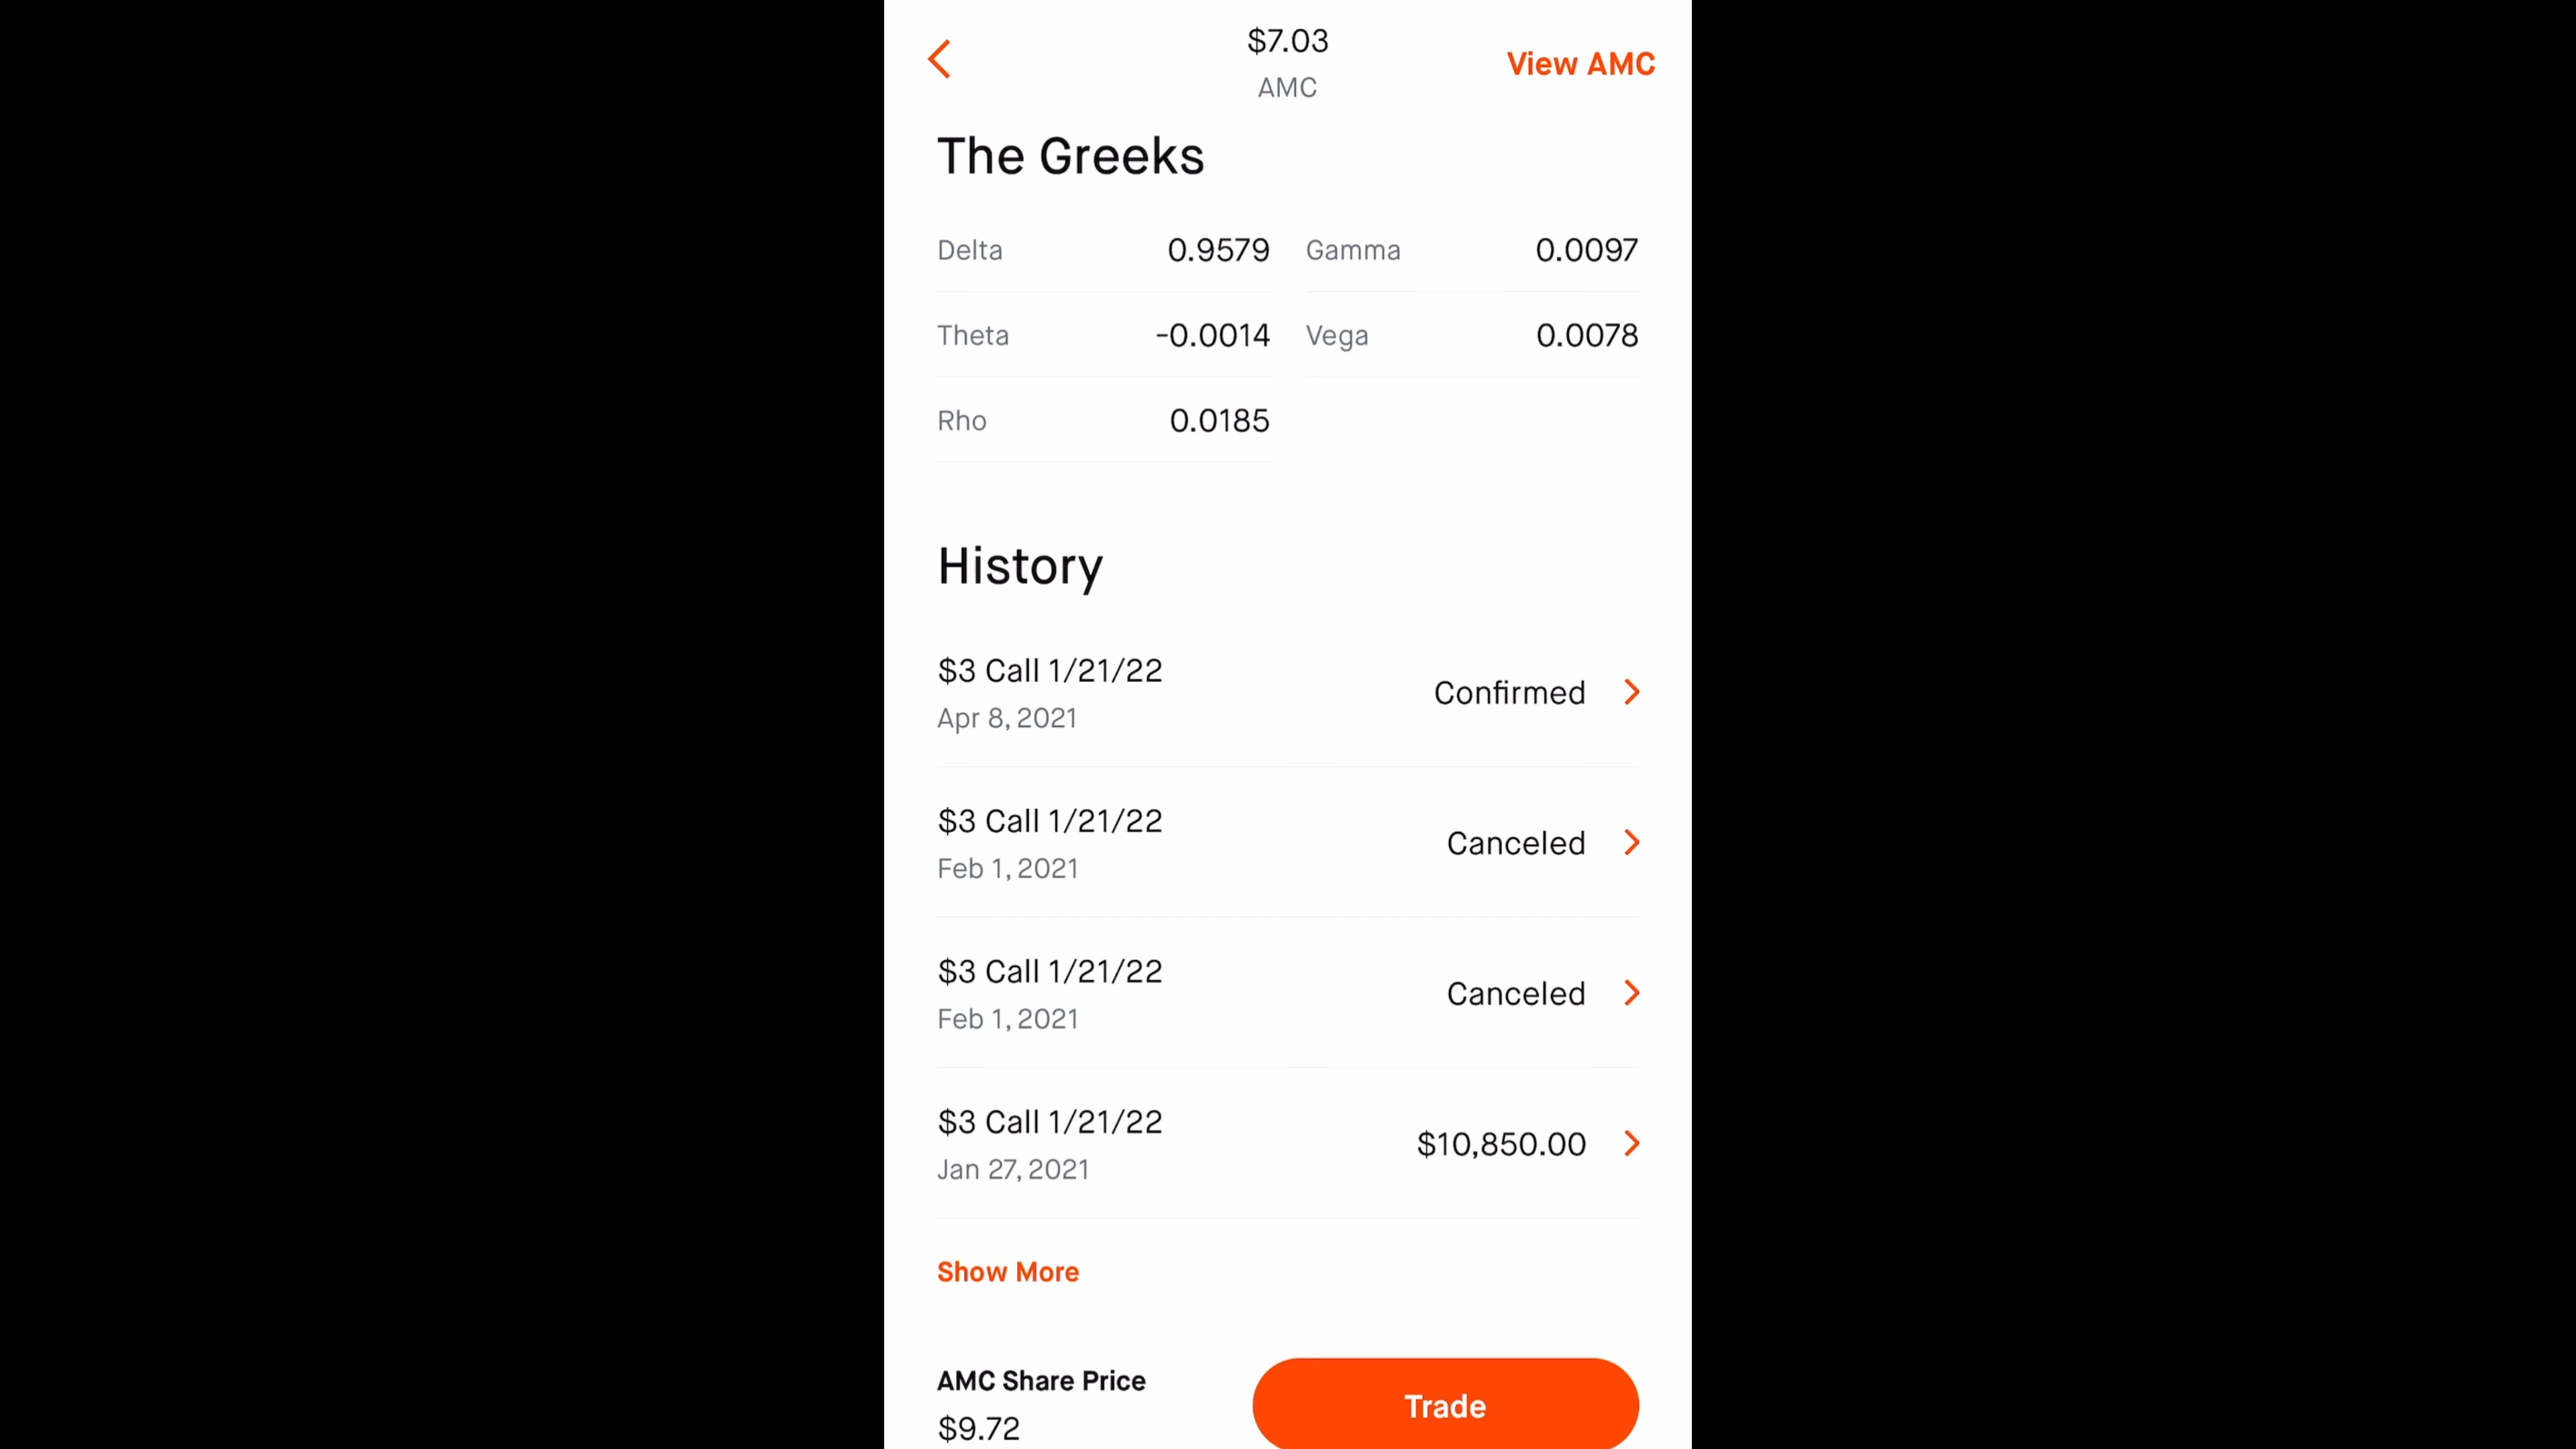 $7.03
AMC
View AMC
The Greeks
Delta 0.9579 Gamma 0.0097
Theta -0.0014 Vega 0.0078
Rho 0.0185
History
$3 Call 1/21/22
Apr 8, 2021
Confirmed
$3 Call 1/21/22
Feb 1, 2021
Canceled
$3 Call 1/21/22
Feb 1, 2021
Canceled
$3 Call 1/21/22
Jan 27, 2021
$10,850.00
Show More
AMC Share Price
$9.72
Trade